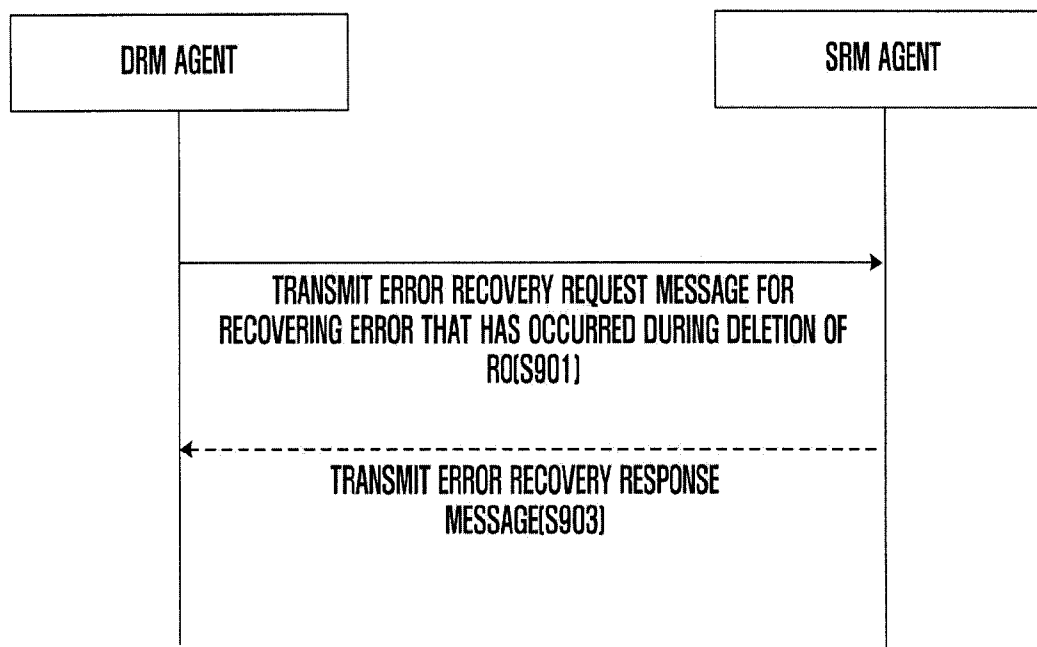 DRM AGENT
SRM AGENT
TRANSMIT ERROR RECOVERY REQUEST MESSAGE FOR
RECOVERING ERROR THAT HAS OCCURRED DURING DELETION OF
RO(S901)
TRANSMIT ERROR RECOVERY RESPONSE
MESSAGE(S903)